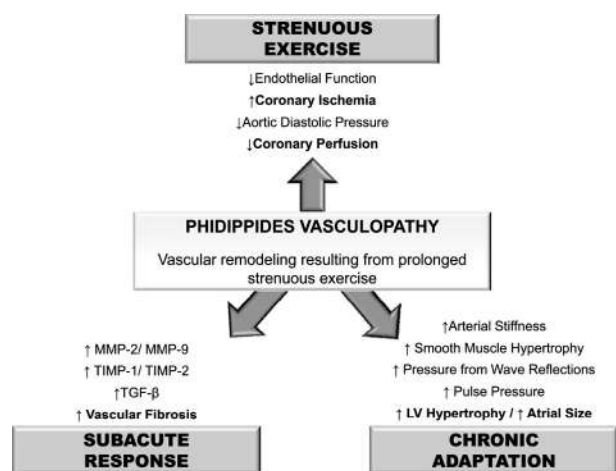 STRENUOUS
EXERCISE
↓Endothelial Function
↑Coronary Ischemia
↓Aortic Diastolic Pressure
↓Coronary Perfusion
PHIDIPPIDES VASCULOPATHY
Vascular remodeling resulting from prolonged
strenuous exercise
↑ MMP-2/ MMP-9
↑ TIMP-1/ TIMP-2
↑TGF-β
↑ Vascular Fibrosis
SUBACUTE
RESPONSE
↑Arterial Stiffness
↑ Smooth Muscle Hypertrophy
↑ Pressure from Wave Reflections
↑ Pulse Pressure
↑ LV Hypertrophy / ↑ Atrial Size
CHRONIC
ADAPTATION